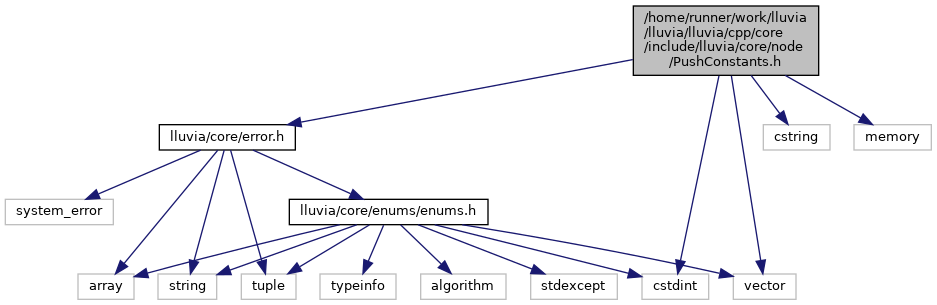 /home/runner/work/lluvia
/lluvia/lluvia/cpp/core
/include/lluvia/core/node
/PushConstants.h
lluvia/core/error.h
cstring
memory
system_error
lluvia/core/enums/enums.h
array
string
tuple
typeinfo
algorithm
stdexcept
cstdint
vector